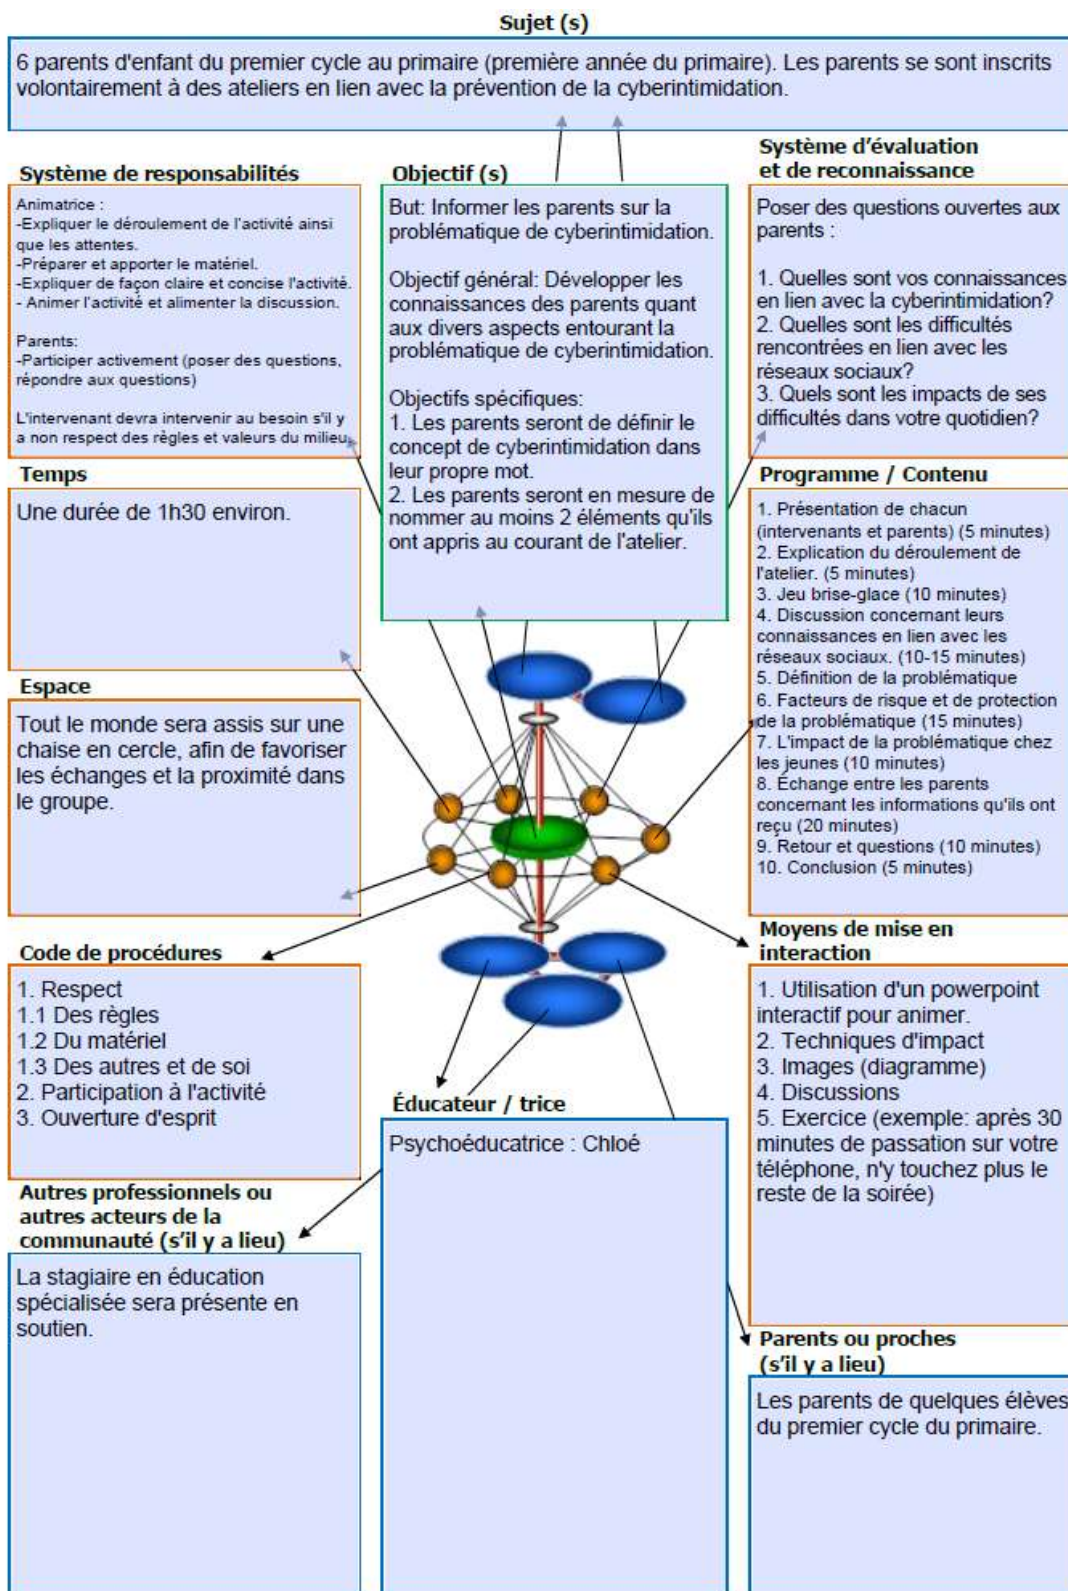 Sujet (s)
6 parents d'enfant du premier cycle au primaire (première année du primaire). Les parents se sont inscrits
volontairement à des ateliers en lien avec la prévention de la cyberintimidation.
Système de responsabilités
Animatrice :
-Expliquer le déroulement de l'activité ainsi
que les attentes.
-Préparer et apporter le matériel.
-Expliquer de façon claire et concise l'activité.
- Animer l'activité et alimenter la discussion.
Parents:
-Participer activement (poser des questions,
répondre aux questions)
L'intervenant devra intervenir au besoin s'il y
a non respect des règles et valeurs du milieu.
Objectif (s)
But: Informer les parents sur la
problématique de cyberintimidation.
Objectif général: Développer les
connaissances des parents quant
aux divers aspects entourant la
problématique de cyberintimidation.
Objectifs spécifiques:
1. Les parents seront de définir le
concept de cyberintimidation dans
leur propre mot.
2. Les parents seront en mesure de
nommer au moins 2 éléments qu'ils
ont appris au courant de l'atelier.
Système d'évaluation
et de reconnaissance
Poser des questions ouvertes aux
parents :
1. Quelles sont vos connaissances
en lien avec la cyberintimidation?
2. Quelles sont les difficultés
rencontrées en lien avec les
réseaux sociaux?
3. Quels sont les impacts de ses
difficultés dans votre quotidien?
Temps
Une durée de 1h30 environ.
Programme / Contenu
1. Présentation de chacun
(intervenants et parents) (5 minutes)
2. Explication du déroulement de
l'atelier. (5 minutes)
3. Jeu brise-glace (10 minutes)
4. Discussion concernant leurs
connaissances en lien avec les
réseaux sociaux. (10-15 minutes)
5. Définition de la problématique
6. Facteurs de risque et de protection
de la problématique (15 minutes)
7. L'impact de la problématique chez
les jeunes (10 minutes)
8. Échange entre les parents
concernant les informations qu'ils ont
reçu (20 minutes)
9. Retour et questions (10 minutes)
10. Conclusion (5 minutes)
Espace
Tout le monde sera assis sur une
chaise en cercle, afin de favoriser
les échanges et la proximité dans
le groupe.
Code de procédures
1. Respect
1.1 Des règles
1.2 Du matériel
1.3 Des autres et de soi
2. Participation à l'activité
3. Ouverture d'esprit
Moyens de mise en
interaction
1. Utilisation d'un powerpoint
interactif pour animer.
2. Techniques d'impact
3. Images (diagramme)
4. Discussions
5. Exercice (exemple: après 30
minutes de passation sur votre
téléphone, n'y touchez plus le
reste de la soirée)
Éducateur / trice
Psychoéducatrice : Chloé
Autres professionnels ou
autres acteurs de la
communauté (s'il y a lieu)
La stagiaire en éducation
spécialisée sera présente en
soutien.
Parents ou proches
(s'il y a lieu)
Les parents de quelques élèves
du premier cycle du primaire.